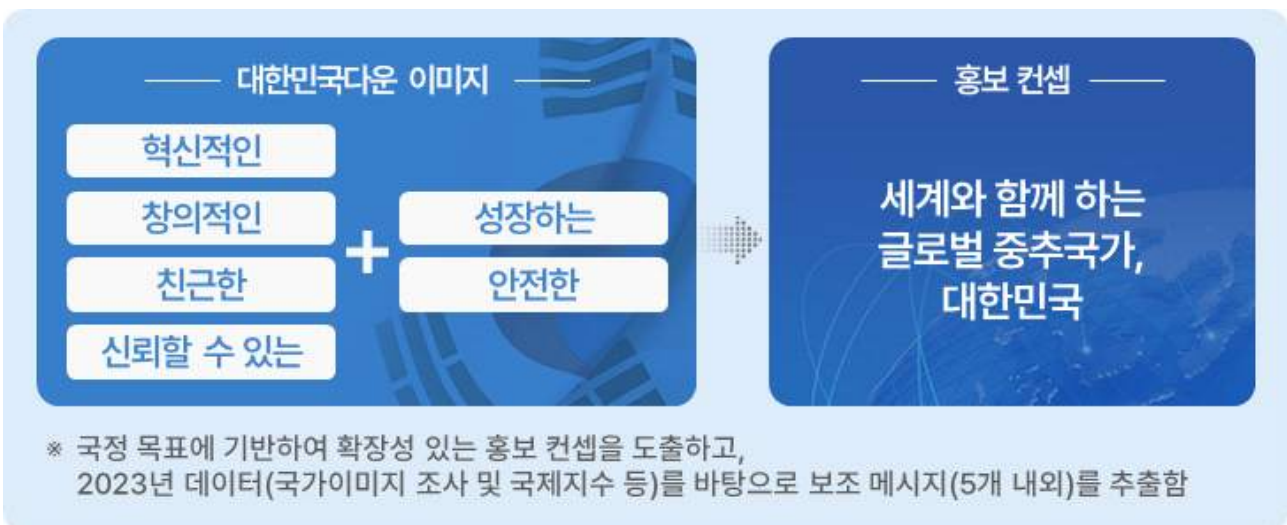 대한민국다운 이미지
혁신적인
창의적인
친근한
신뢰할 수 있는
+
성장하는
안전한
홍보 컨셉
세계와 함께 하는
글로벌 중추국가,
대한민국
※ 국정 목표에 기반하여 확장성 있는 홍보 컨셉을 도출하고,
2023년 데이터(국가이미지 조사 및 국제지수 등)를 바탕으로 보조 메시지(5개 내외)를 추출함